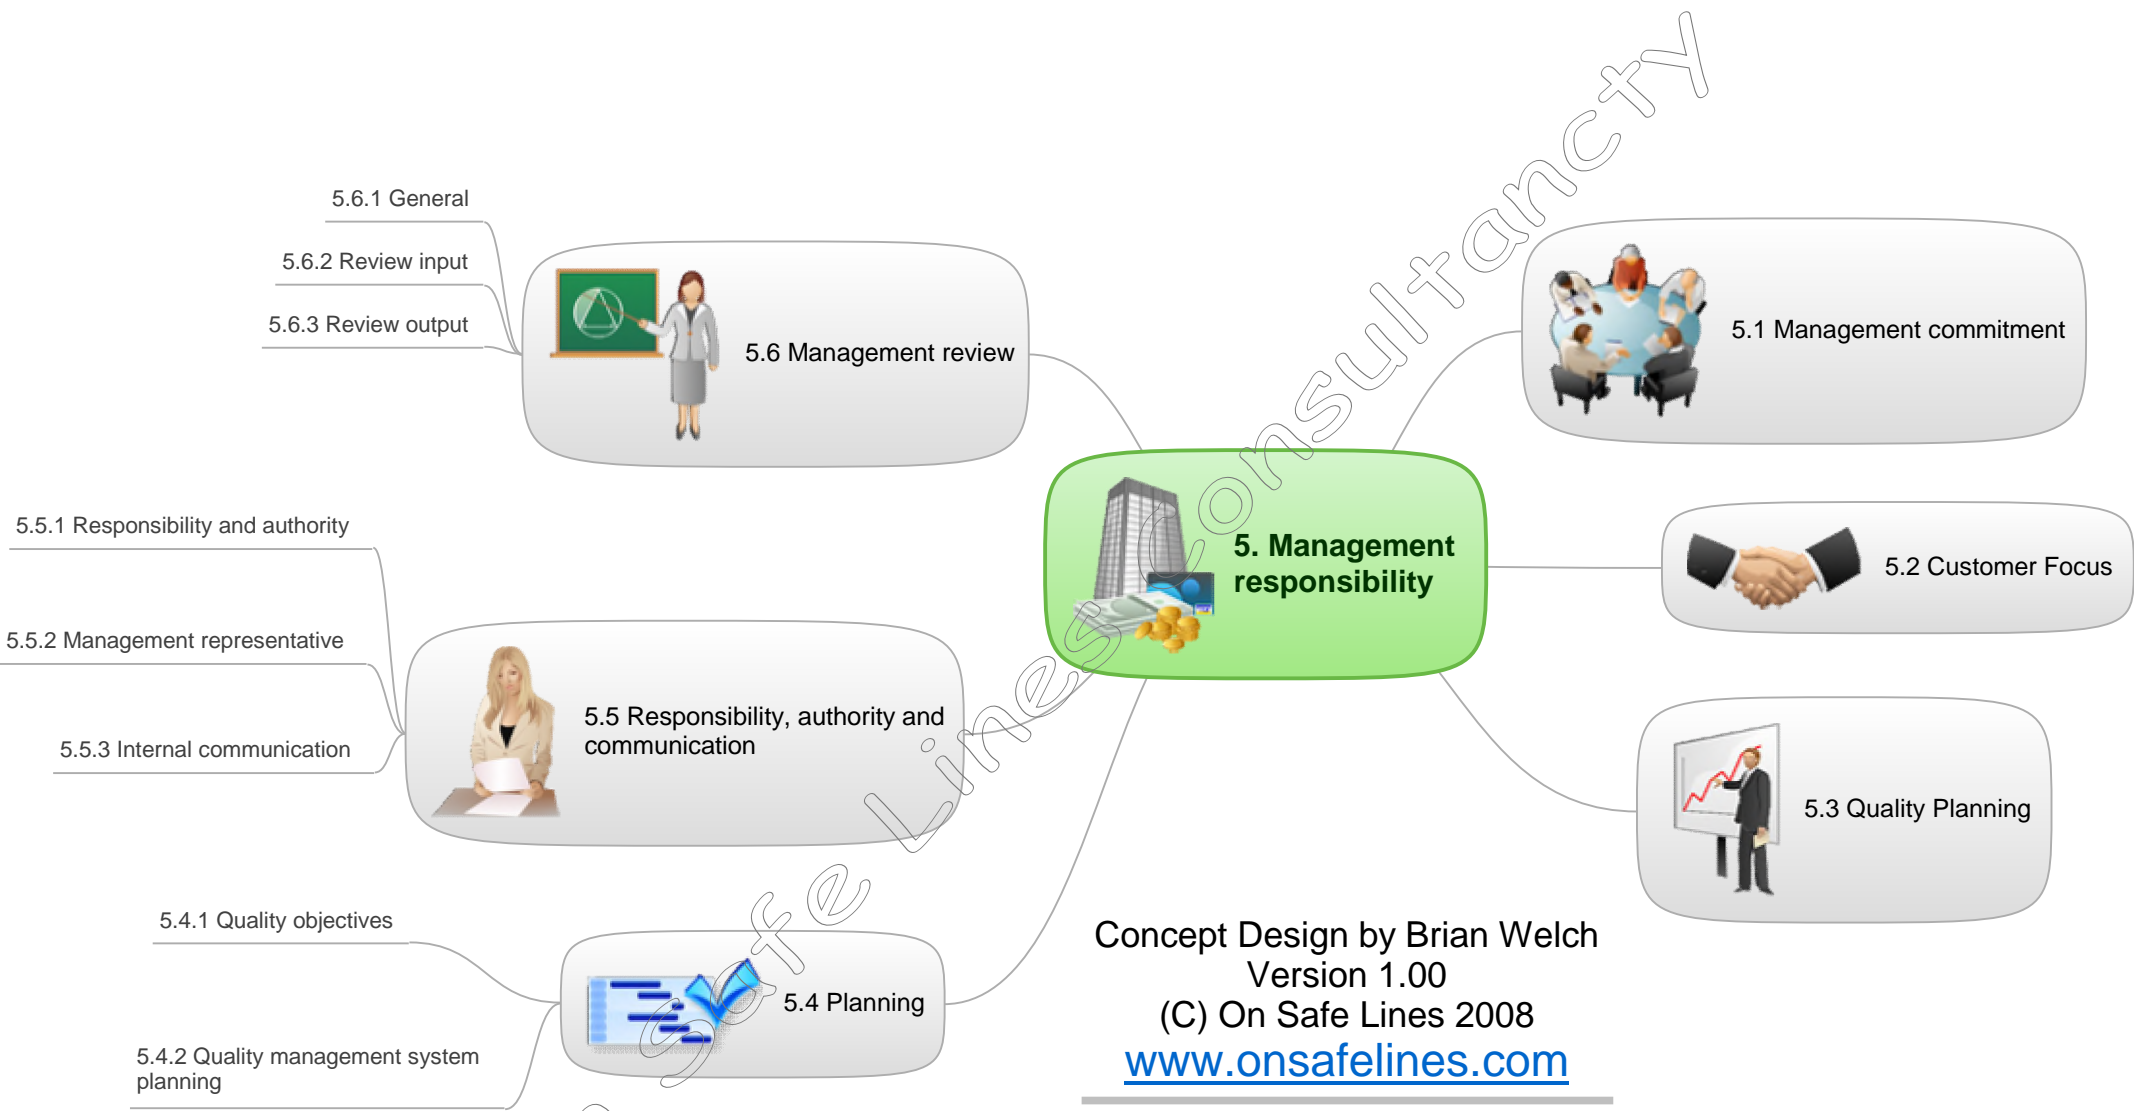 5. Management
responsibility
5.1 Management commitment
5.2 Customer Focus
5.3 Quality Planning
5.4 Planning
5.4.1 Quality objectives
5.4.2 Quality management system
planning
5.5 Responsibility, authority and
communication
5.5.1 Responsibility and authority
5.5.2 Management representative
5.5.3 Internal communication
5.6 Management review
5.6.1 General
5.6.2 Review input
5.6.3 Review output
Concept Design by Brian Welch
Version 1.00
(C) On Safe Lines 2008
www.onsafelines.com
Safe Lines Consultancty